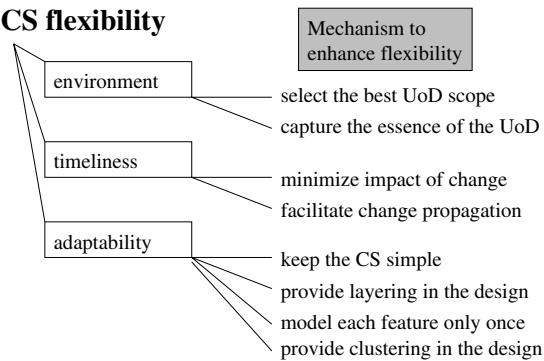 CS flexibility
Mechanism to
enhance flexibility
environment
select the best UoD scope
capture the essence of the UoD
timeliness
minimize impact of change
facilitate change propagation
adaptability
keep the CS simple
provide layering in the design
model each feature only once
provide clustering in the design